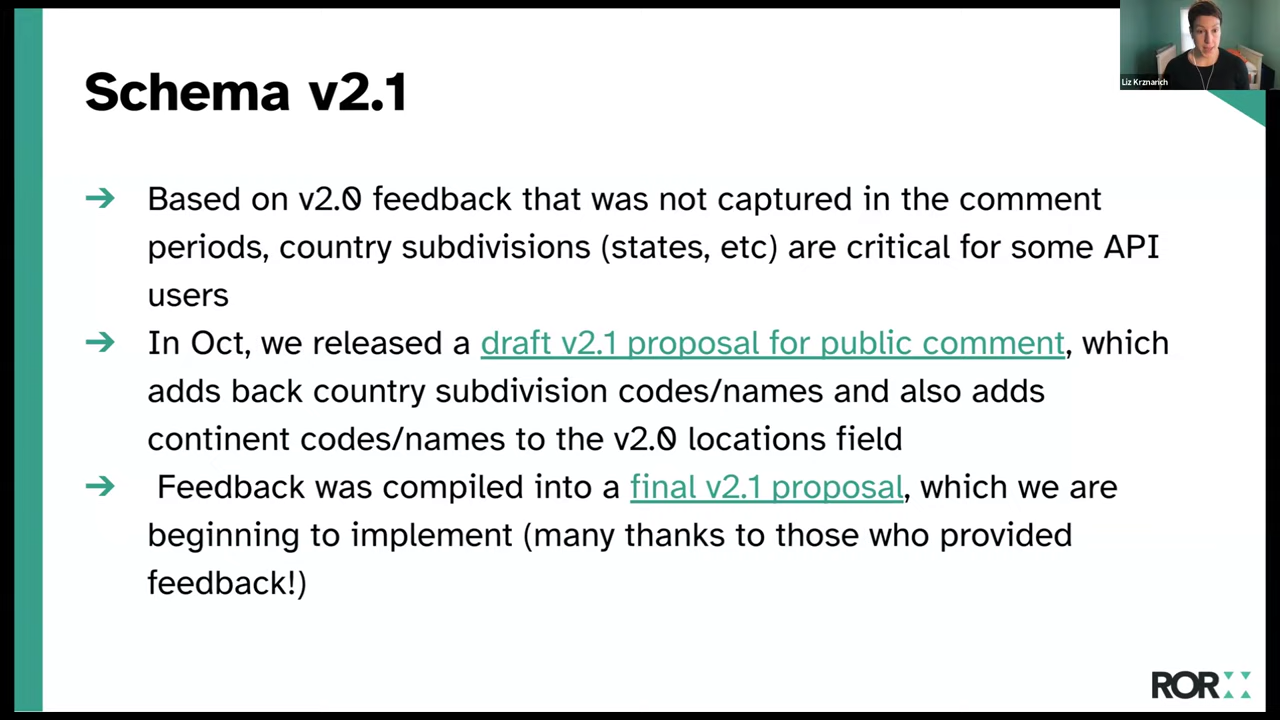 Liz Krznarich
Schema v2.1
➔ Based on v2.0 feedback that was not captured in the comment
periods, country subdivisions (states, etc) are critical for some API
users
➔ In Oct, we released a draft v2.1 proposal for public comment, which
adds back country subdivision codes/names and also adds
continent codes/names to the v2.0 locations field
➔ Feedback was compiled into a final v2.1 proposal, which we are
beginning to implement (many thanks to those who provided
feedback!)
ROR